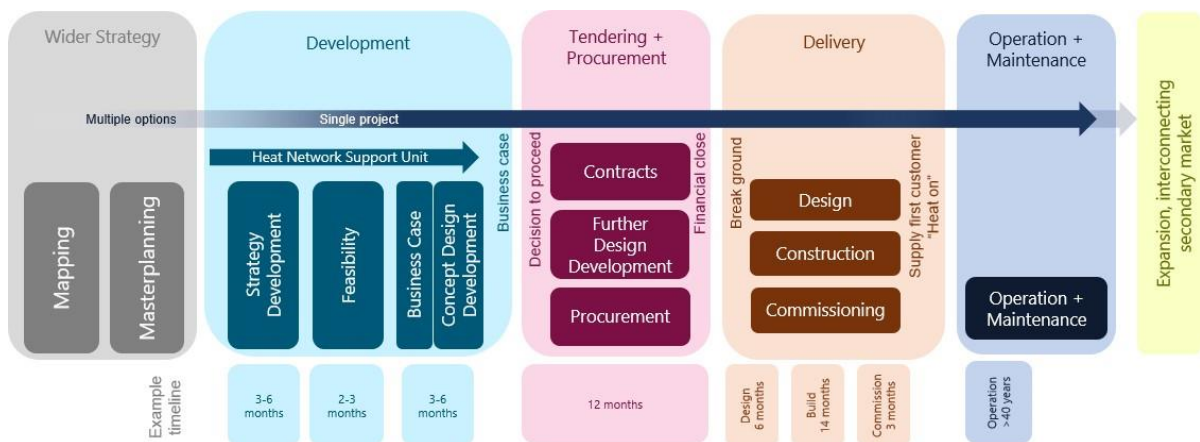 Wider Strategy
Development
Tendering +
Procurement
Delivery
Operation +
Maintenance
Multiple options
Single project
Heat Network Support Unit
Mapping
Masterplanning
Strategy
Development
Feasibility
Business Case
Concept Design
Development
Business case
Decision to proceed
Contracts
Further
Design
Development
Procurement
Financial close
Break ground
Design
Construction
Commissioning
Supply first customer
"Heat on"
Operation +
Maintenance
Expansion, interconnecting
secondary market
Example
timeline
3-6
months
2-3
months
3-6
months
12 months
Design
6 months
Build
14 months
Commission
3 months
Operation
>40 years